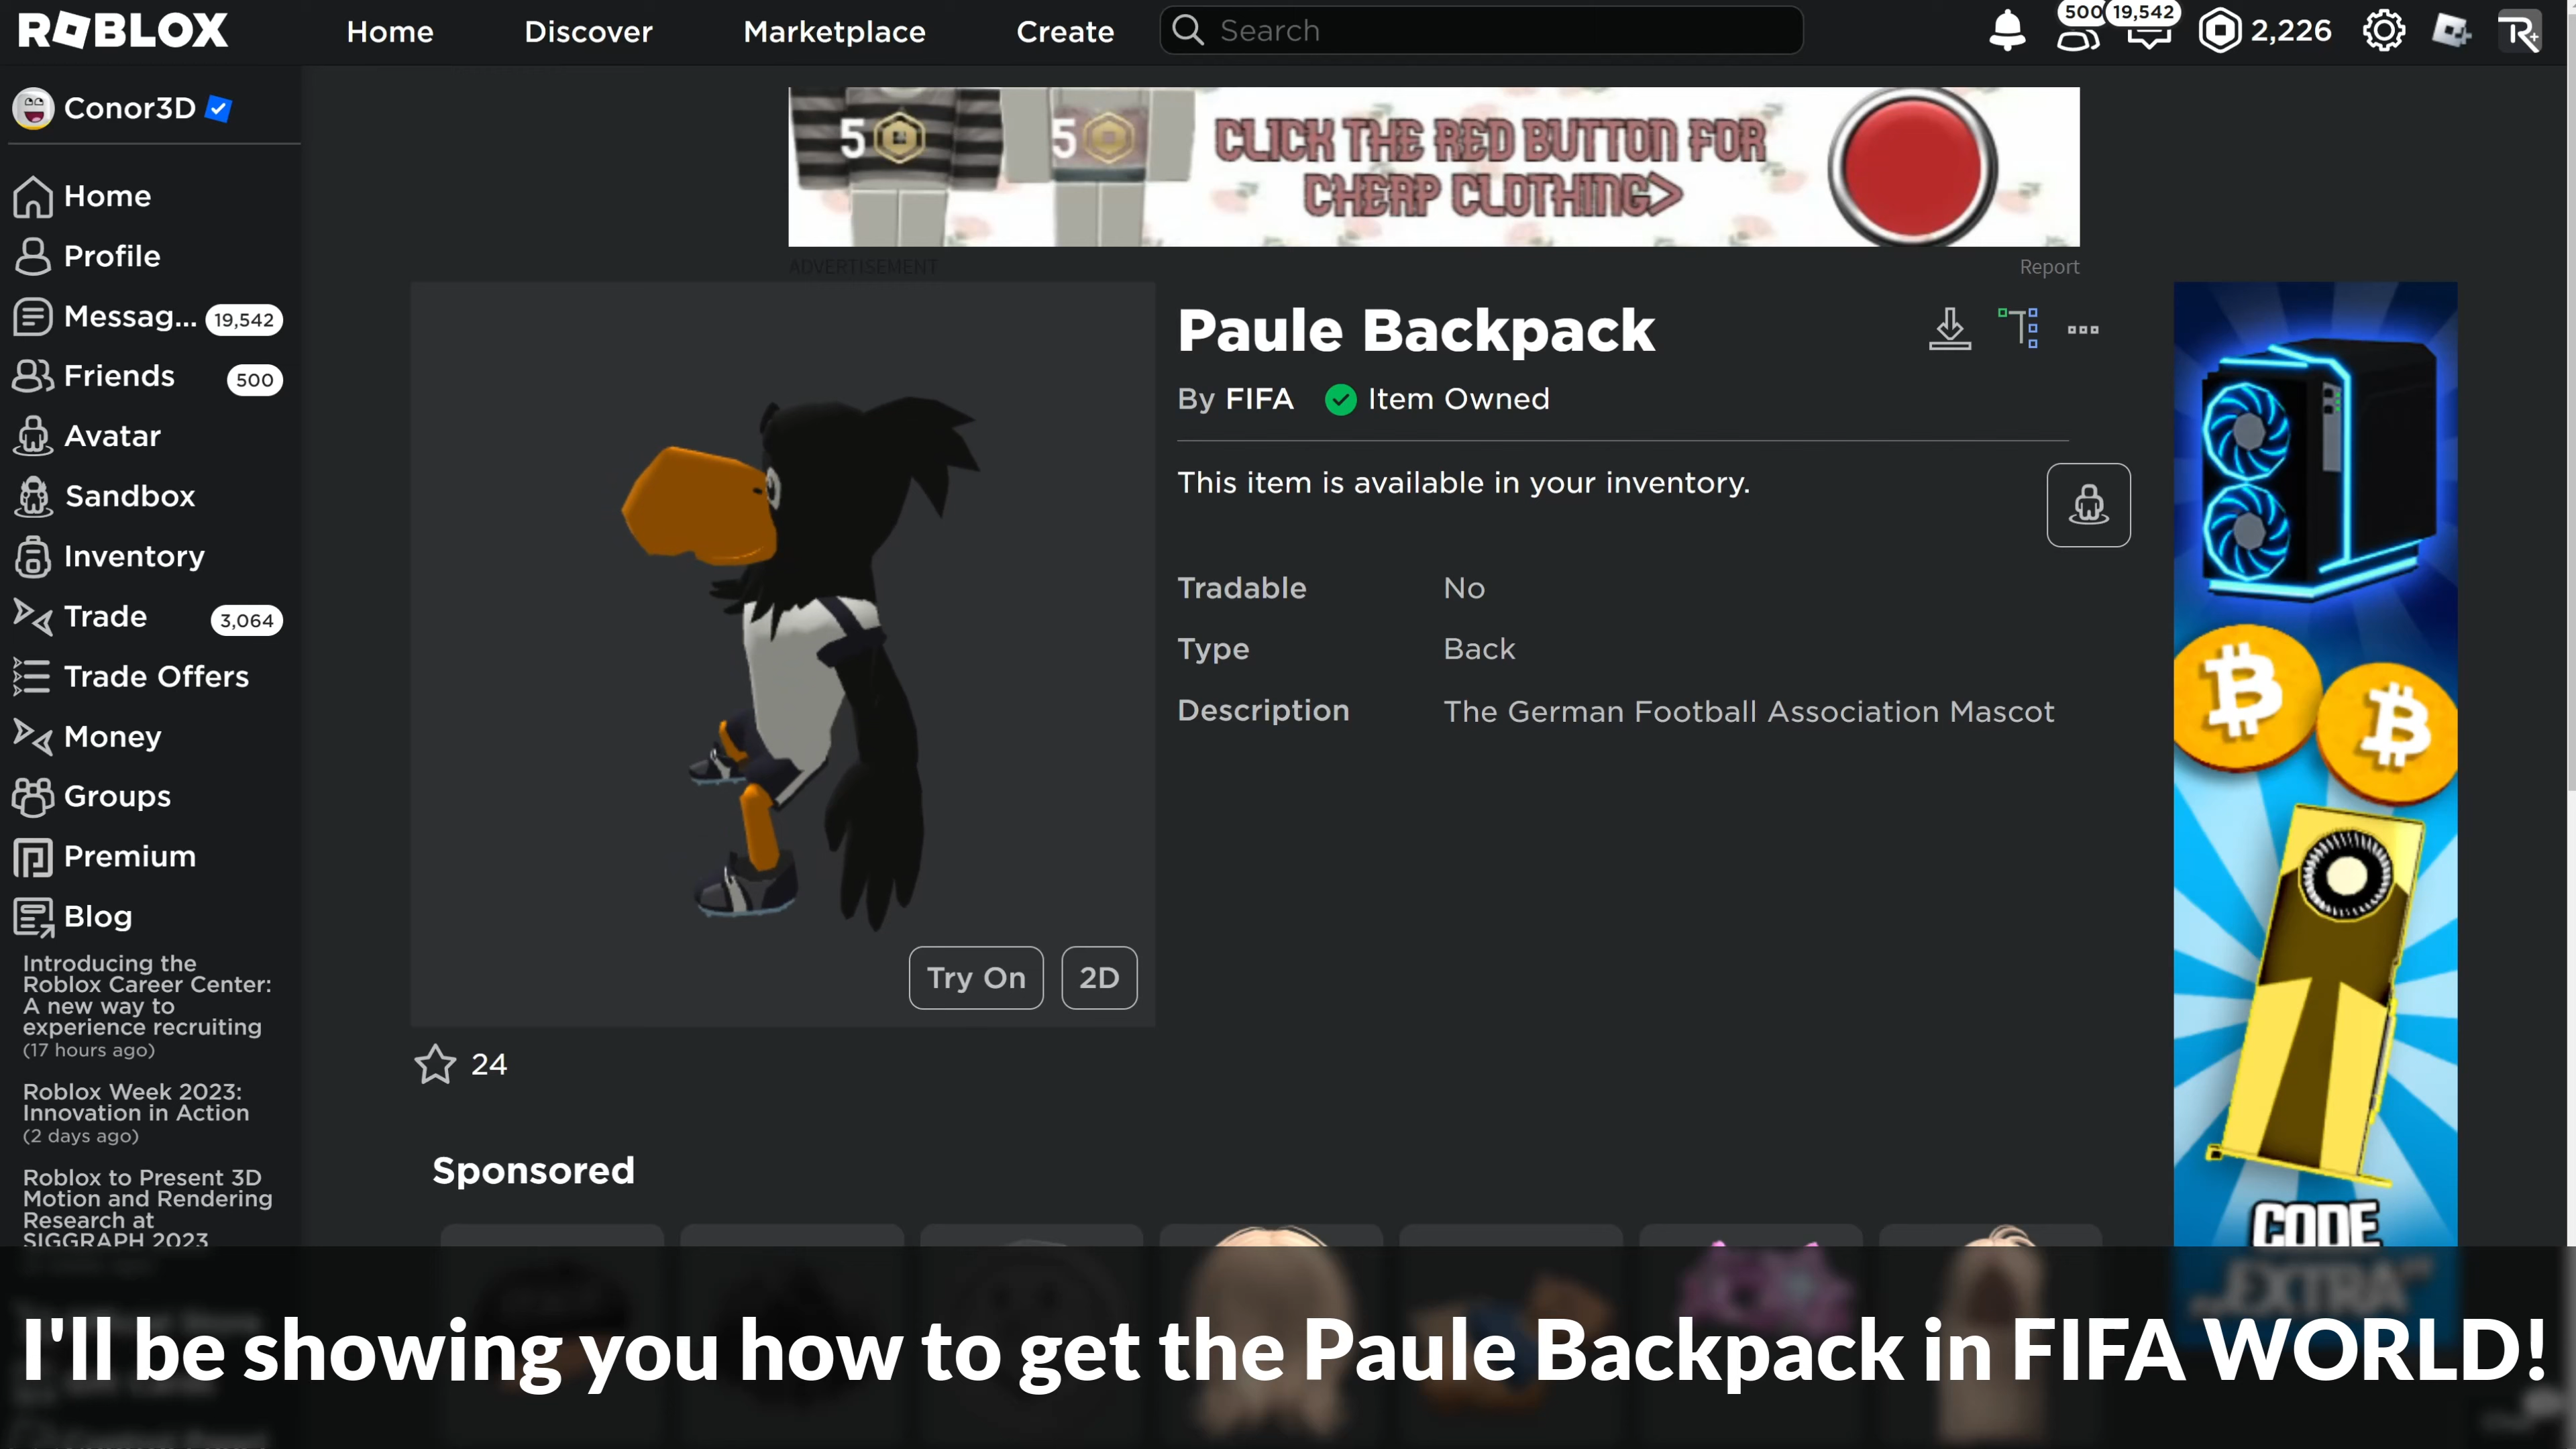 ROBLOX
Home
Discover
Marketplace
Create
Search
500
19,542
2,226
Conor3D
Home
Profile
Messag... 19,542
Friends 500
Avatar
Sandbox
Inventory
Trade 3,064
Trade Offers
Money
Groups
Premium
Blog
Introducing the
Roblox Career Center:
A new way to
experience recruiting
(17 hours ago)
Roblox Week 2023:
Innovation in Action
(2 days ago)
Roblox to Present 3D
Motion and Rendering
Research at
SIGGRAPH 2023
5
5
CLICK THE RED BUTTON FOR
CHEAP CLOTHING>
ADVERTISEMENT
Report
Paule Backpack
By FIFA Item Owned
This item is available in your inventory.
Tradable No
Type Back
Description The German Football Association Mascot
Try On
2D
24
Sponsored
CODE
"EXTRA"
I'll be showing you how to get the Paule Backpack in FIFA WORLD!